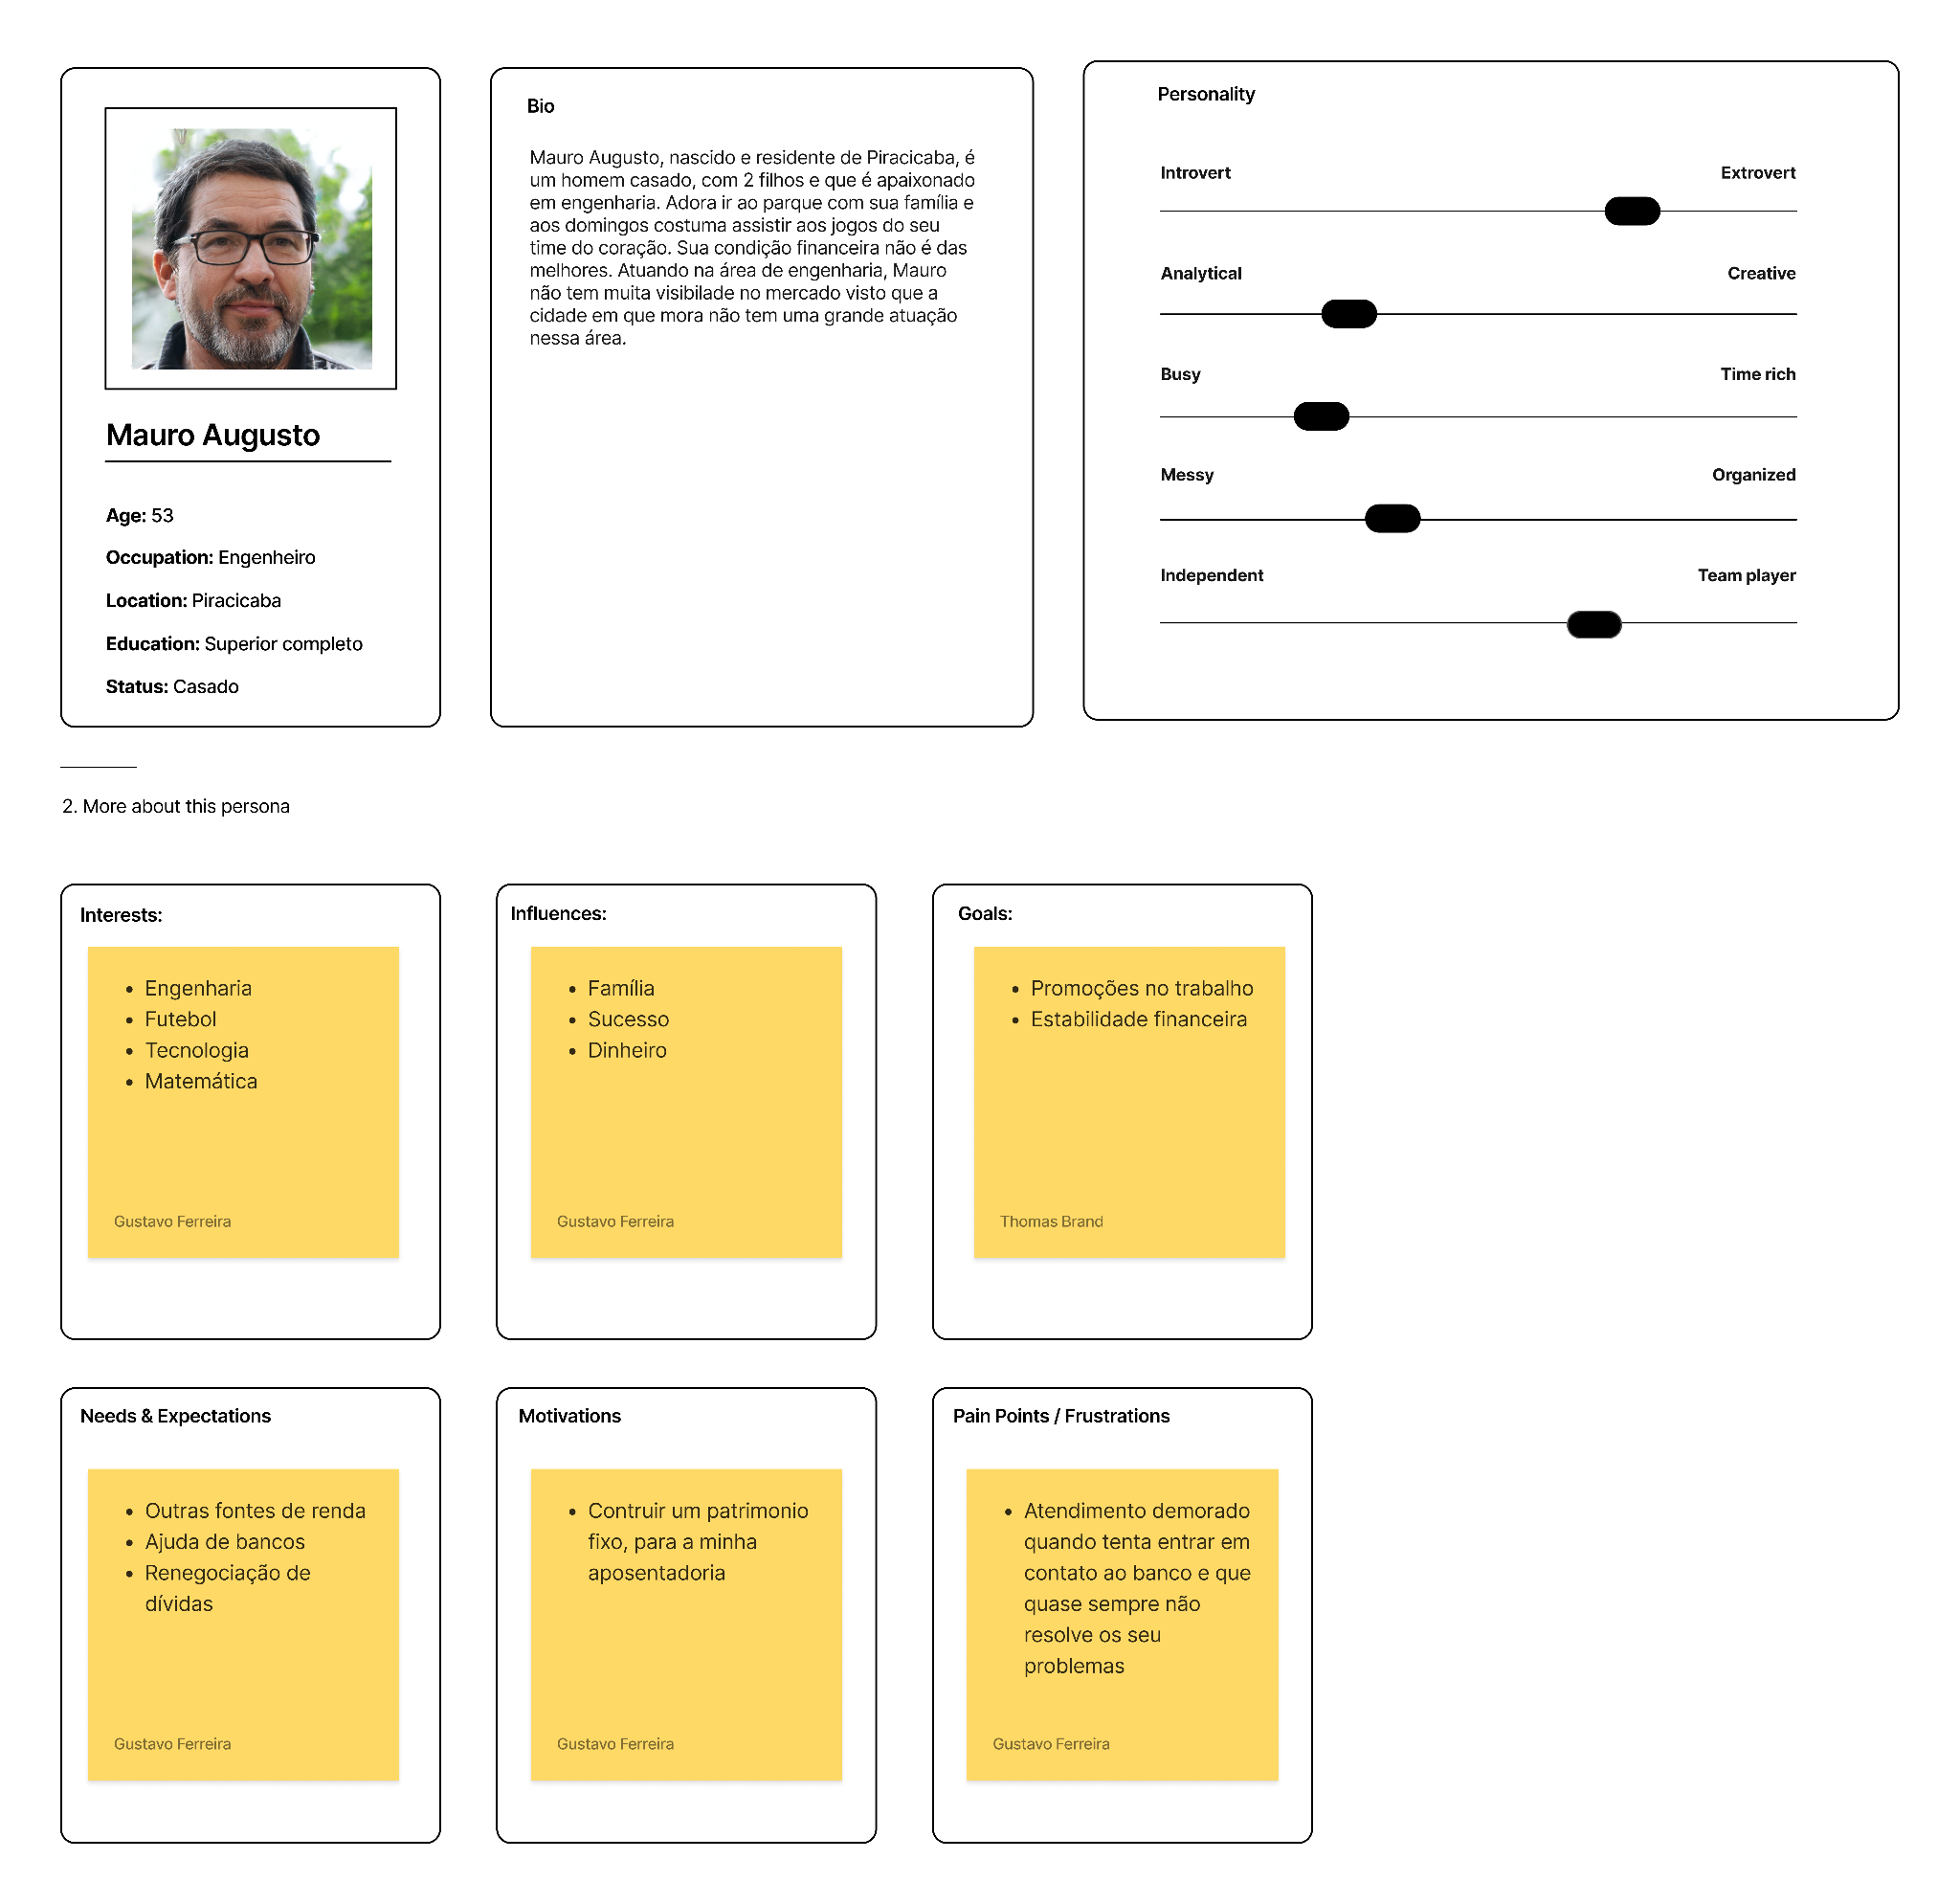 Mauro Augusto
Age: 53
Occupation: Engenheiro
Location: Piracicaba
Education: Superior completo
Status: Casado
Bio
Mauro Augusto, nascido e residente de Piracicaba, é
um homem casado, com 2 filhos e que é apaixonado
em engenharia. Adora ir ao parque com sua família e
aos domingos costuma assistir aos jogos do seu
time do coração. Sua condição financeira não é das
melhores. Atuando na área de engenharia, Mauro
não tem muita visibilade no mercado visto que a
cidade em que mora não tem uma grande atuação
nessa área.
Personality
Introvert Extrovert
Analytical Creative
Busy Time rich
Messy Organized
Independent Team player
2. More about this persona
Interests:
• Engenharia
• Futebol
• Tecnologia
• Matemática
Gustavo Ferreira
Influences:
• Família
• Sucesso
• Dinheiro
Gustavo Ferreira
Goals:
• Promoções no trabalho
• Estabilidade financeira
Thomas Brand
Needs & Expectations
• Outras fontes de renda
• Ajuda de bancos
• Renegociação de
dívidas
Gustavo Ferreira
Motivations
• Contruir um patrimonio
fixo, para a minha
aposentadoria
Gustavo Ferreira
Pain Points / Frustrations
• Atendimento demorado
quando tenta entrar em
contato ao banco e que
quase sempre não
resolve os seu
problemas
Gustavo Ferreira